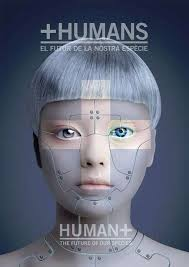 +HUMANS
EL FUTUR DE LA NOSTRA ESPÈCIE
HUMAN+
THE FUTURE OF OUR SPECIES